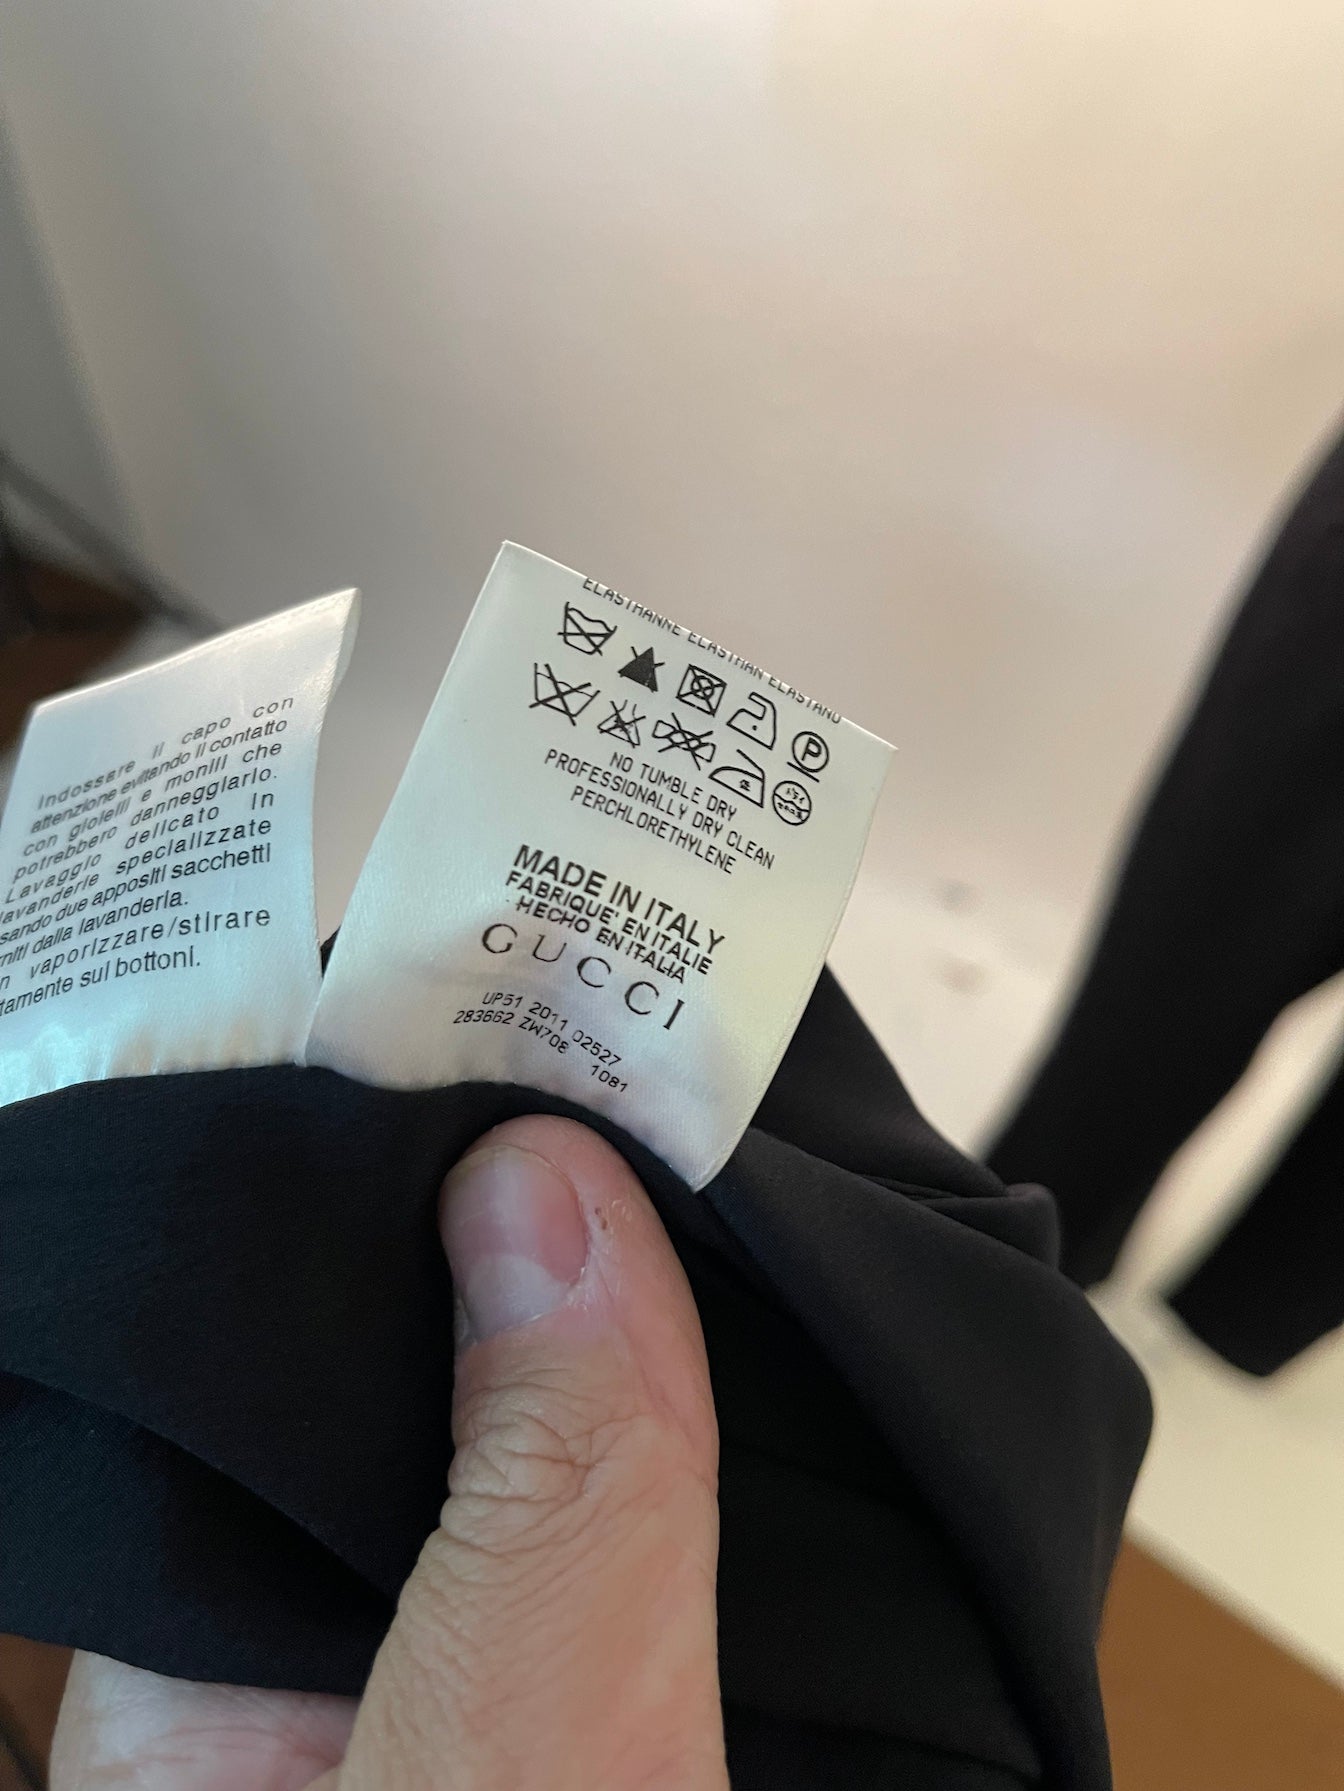 Indossare il capo con
attenzione evitando il contatto
con gioielli e monili che
potrebbero danneggiarlo.
Lavaggio delicato in
lavanderie specializzate
sando due appositi sacchetti
rniti dalla lavanderia.
n vaporizzare/stirare
tamente sui bottoni.
ELASTHANNE ELASTHAN ELASTANO
P
NO TUMBLE DRY
PROFESSIONALLY DRY CLEAN
PERCHLORETHYLENE
MADE IN ITALY
FABRIQUE' EN ITALIE
HECHO EN ITALIA
GUCCI
UP51 2011 02527
283662 ZW708 1081